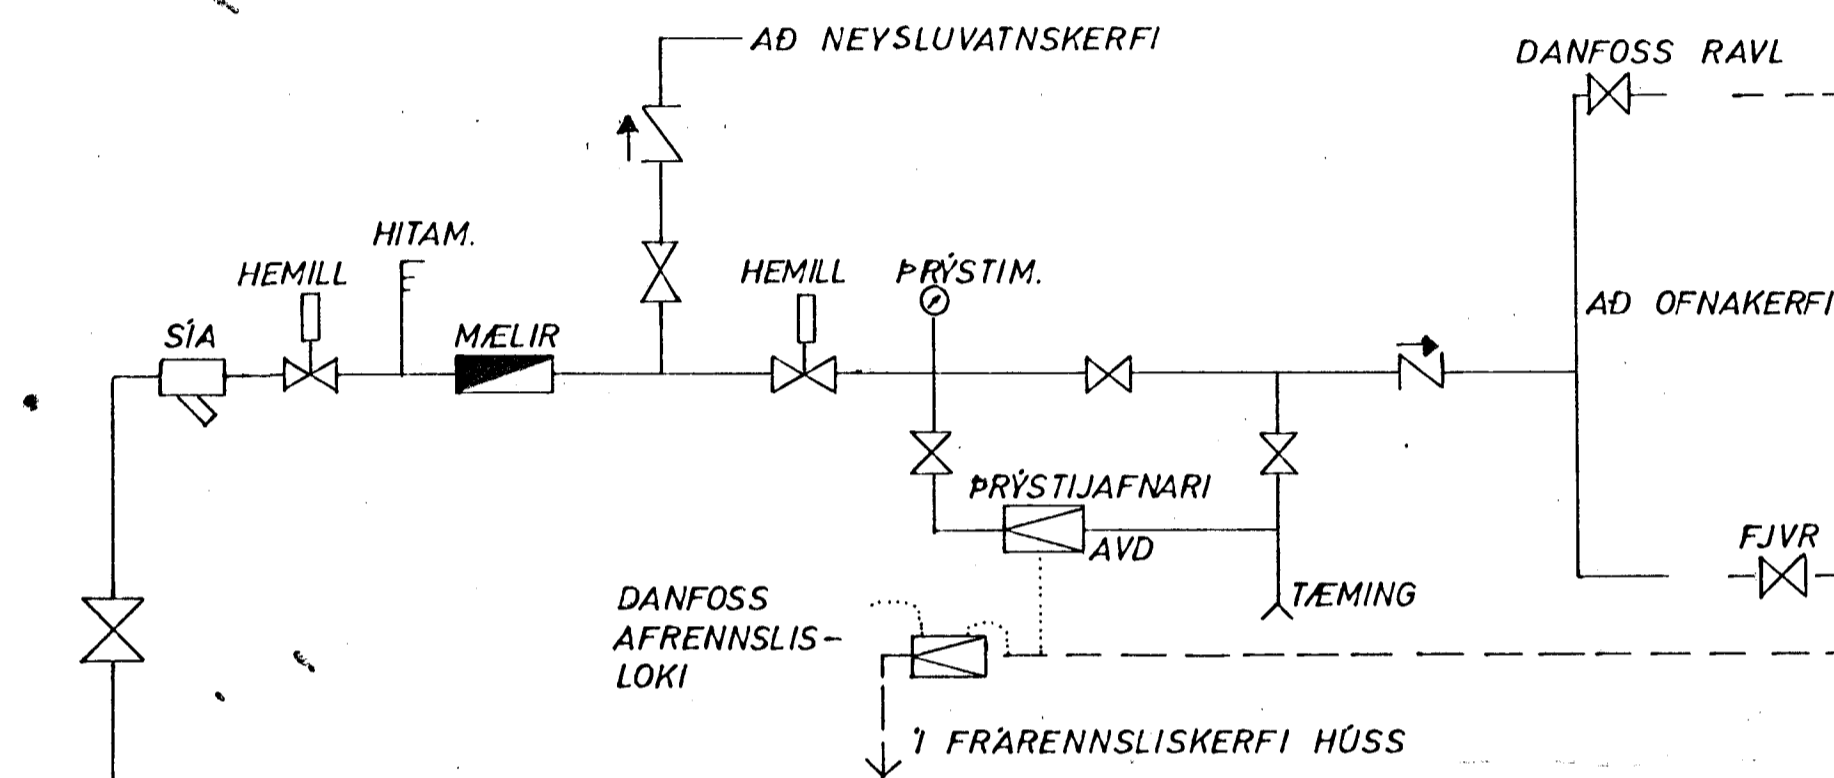 AÐ NEYSLUVATNSKERFI
DANFOSS RAVL
HITAM.
HEMILL
HEMILL
ÞRÝSTIM.
AÐ OFNAKERFI
SÍA
MÆLIR
ÞRÝSTIJAFNARI
AVD
FJVR
DANFOSS
AFRENNSLIS-
LOKI
TÆMING
Í FRÁRENNSLISKERFI HÚSS